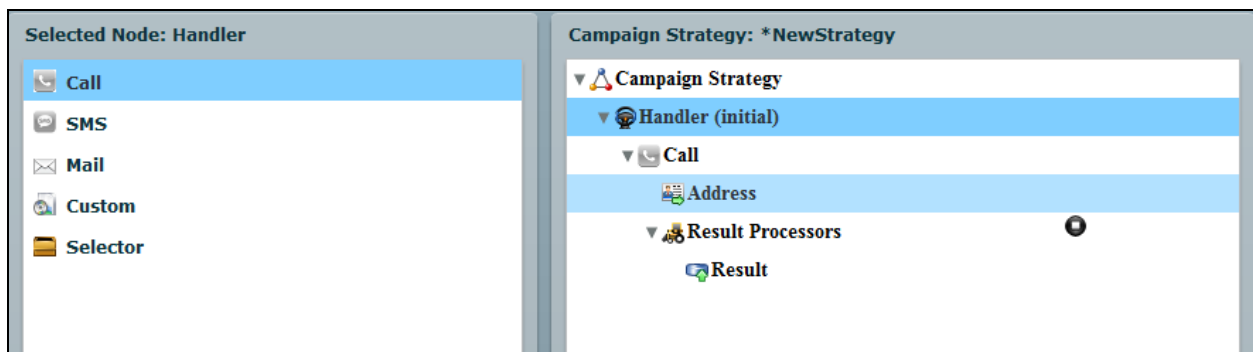 Selected Node: Handler
Call
SMS
Mail
Custom
Selector
Campaign Strategy: *NewStrategy
Campaign Strategy
Handler (initial)
Call
Address
Result Processors
Result